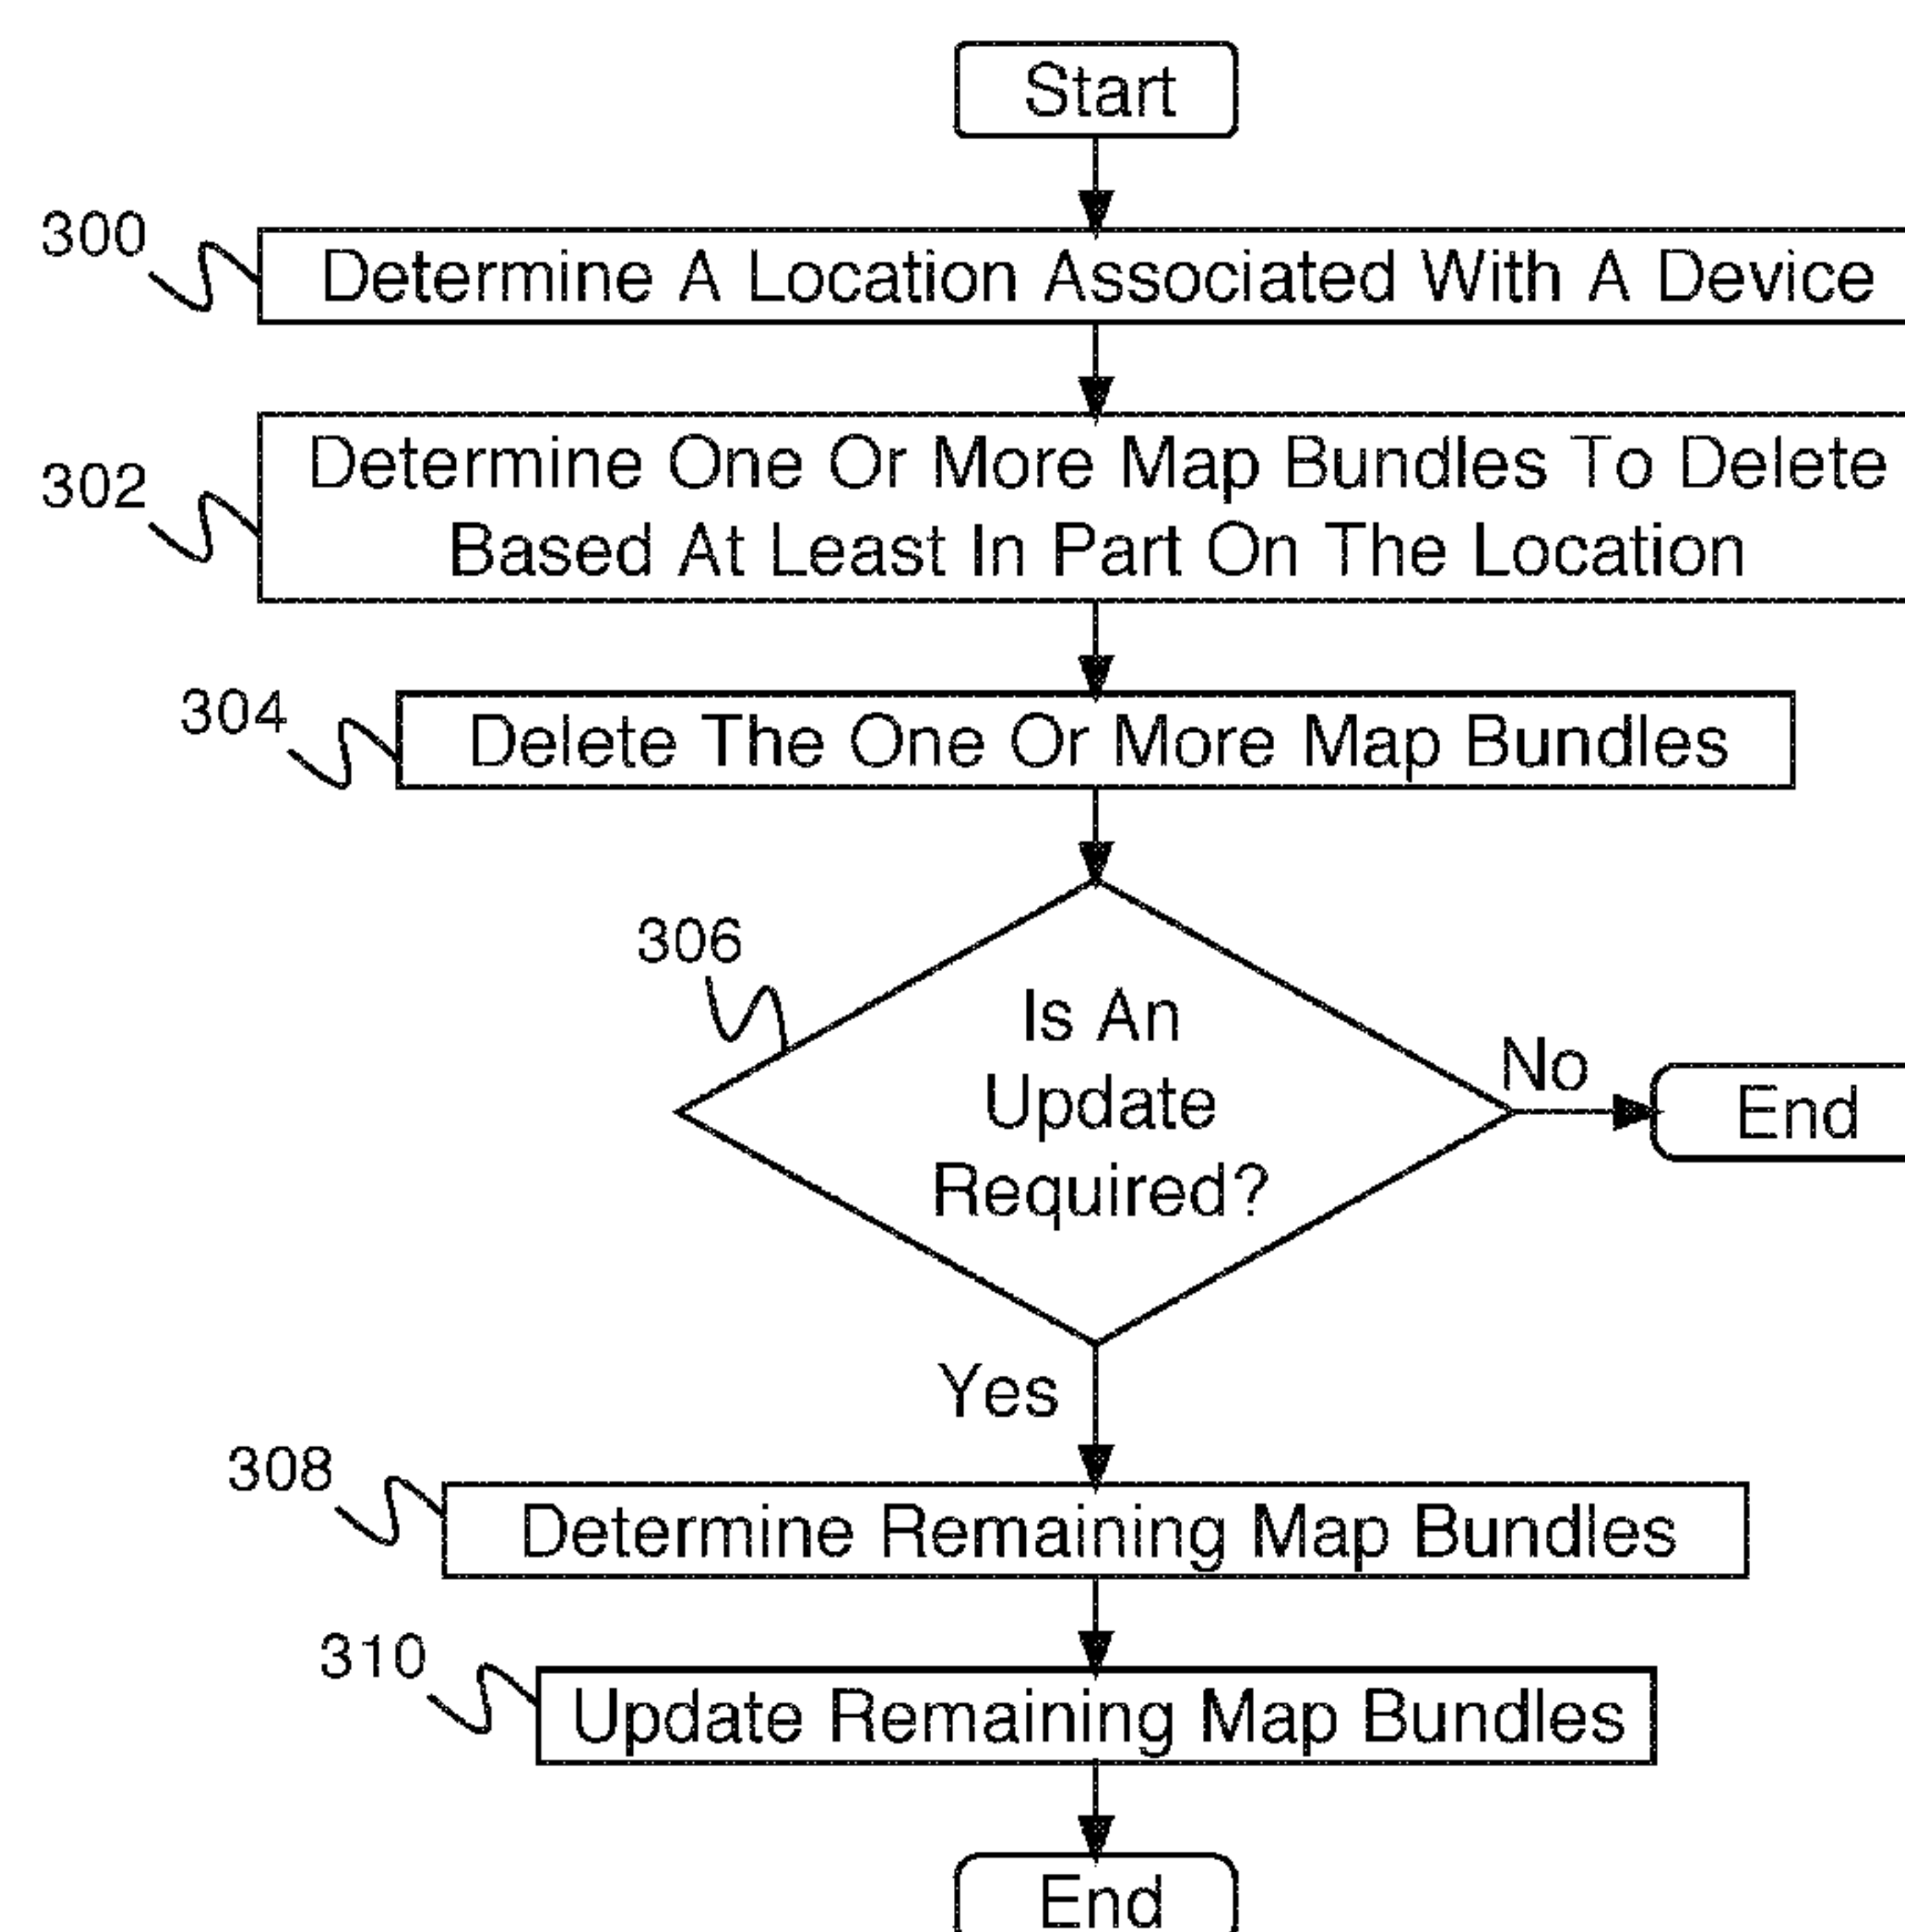 Start
300
Determine A Location Associated With A Device
302
Determine One Or More Map Bundles To Delete
Based At Least In Part On The Location
304
Delete The One Or More Map Bundles
306
Is An
Update
Required?
No
End
Yes
308
Determine Remaining Map Bundles
310
Update Remaining Map Bundles
End